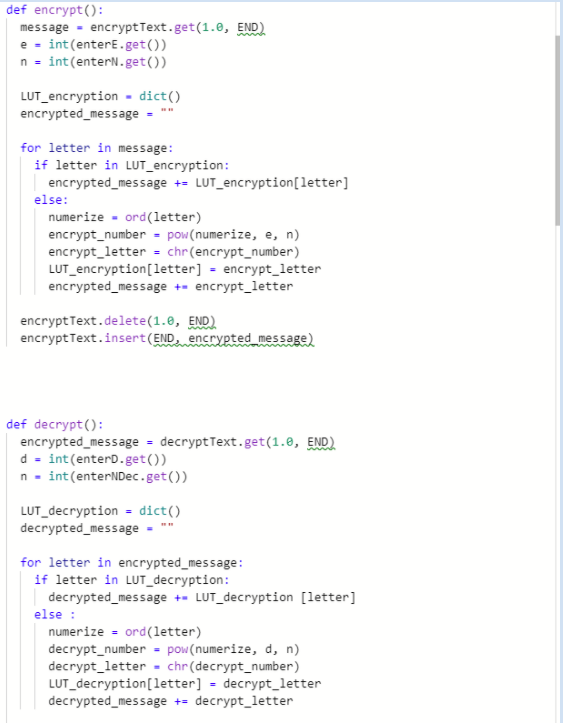 def encrypt():
  message = encryptText.get(1.0, END)
  e = int(enterE.get())
  n = int(enterN.get())
  LUT_encryption = dict()
  encrypted_message = ""
  for letter in message:
    if letter in LUT_encryption:
      encrypted_message += LUT_encryption[letter]
    else:
      numerize = ord(letter)
      encrypt_number = pow(numerize, e, n)
      encrypt_letter = chr(encrypt_number)
      LUT_encryption[letter] = encrypt_letter
      encrypted_message += encrypt_letter
  encryptText.delete(1.0, END)
  encryptText.insert(END, encrypted_message)
def decrypt():
  encrypted_message = decryptText.get(1.0, END)
  d = int(enterD.get())
  n = int(enterNDec.get())
  LUT_decryption = dict()
  decrypted_message = ""
  for letter in encrypted_message:
    if letter in LUT_decryption:
      decrypted_message += LUT_decryption [letter]
    else :
      numerize = ord(letter)
      decrypt_number = pow(numerize, d, n)
      decrypt_letter = chr(decrypt_number)
      LUT_decryption[letter] = decrypt_letter
      decrypted_message += decrypt_letter